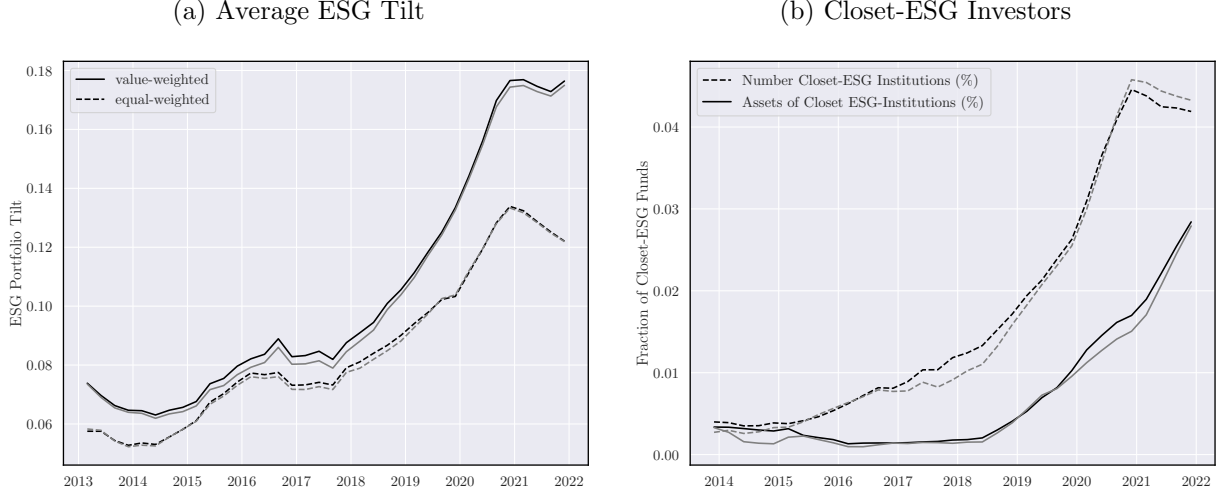 (a) Average ESG Tilt
value-weighted
equal-weighted
ESG Portfolio Tilt
0.18
0.16
0.14
0.12
0.10
0.08
0.06
2013 2014 2015 2016 2017 2018 2019 2020 2021 2022
(b) Closet-ESG Investors
Number Closet-ESG Institutions (%)
Assets of Closet ESG-Institutions (%)
Fraction of Closet-ESG Funds
0.04
0.03
0.02
0.01
0.00
2014 2015 2016 2017 2018 2019 2020 2021 2022